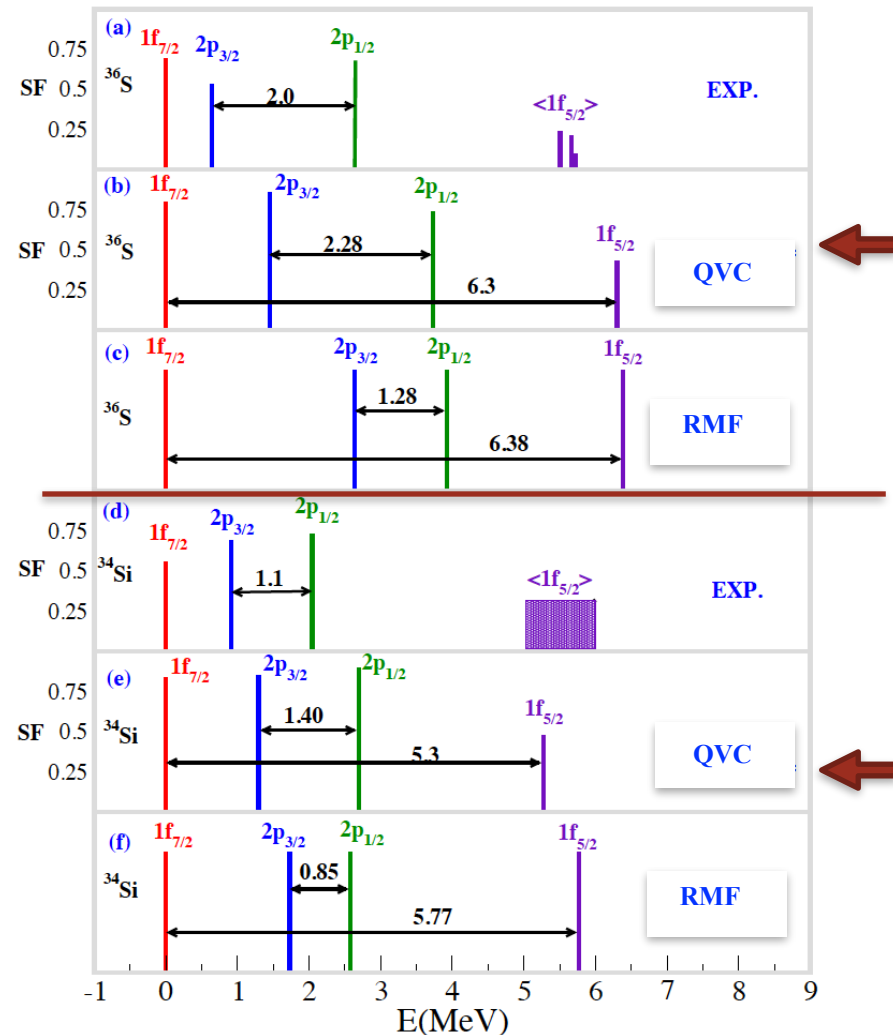 (a)
1f7/2 2p3/2 2p1/2
0.75
SF 0.5 36S 2.0 <1f5/2> EXP.
0.25
(b)
1f7/2 2p3/2 2p1/2
0.75
SF 0.5 36S 2.28 1f5/2 QVC
0.25 6.3
(c)
1f7/2 2p3/2 2p1/2 1f5/2
36S 1.28 RMF
6.38
(d)
1f7/2 2p3/2 2p1/2
0.75
SF 0.5 34Si 1.1 <1f5/2> EXP.
0.25
(e)
1f7/2 2p3/2 2p1/2
0.75
SF 0.5 34Si 1.40 1f5/2 QVC
0.25 5.3
(f)
1f7/2 2p3/2 2p1/2 1f5/2
34Si 0.85 RMF
5.77
-1 0 1 2 3 4 5 6 7 8 9
E(MeV)